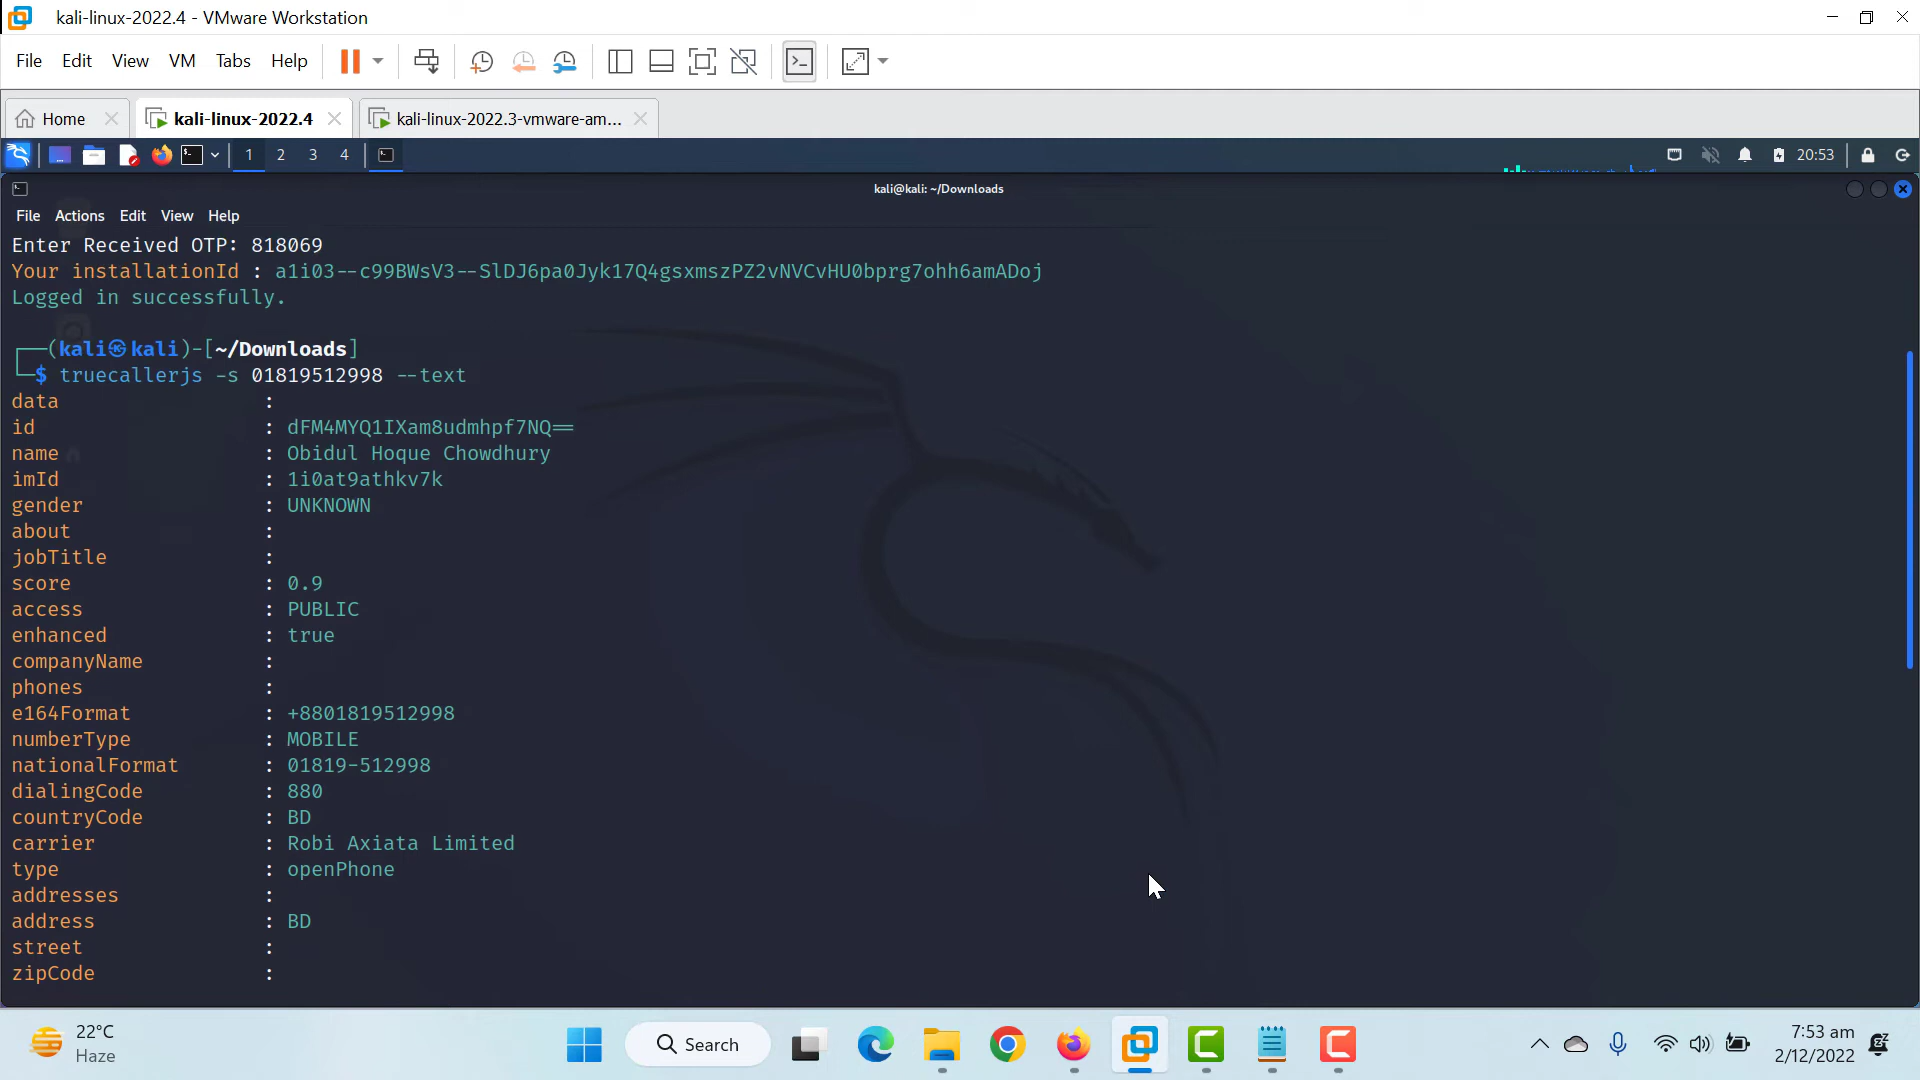 kali-linux-2022.4 - VMware Workstation
File Edit View VM Tabs Help
Home kali-linux-2022.4 kali-linux-2022.3-vmware-am...
1 2 3 4 20:53
kali@kali: ~/Downloads
File Actions Edit View Help
Enter Received OTP: 818069
Your installationId : a1i03--c99BWsV3--SlDJ6pa0Jyk17Q4gsxmszPZ2vNVCvHU0bprg7ohh6amADoj
Logged in successfully.
┌──(kali㉿kali)-[~/Downloads]
└─$ truecallerjs -s 01819512998 --text
data :
id : dFM4MYQ1IXam8udmhpf7NQ==
name : Obidul Hoque Chowdhury
imId : 1i0at9athkv7k
gender : UNKNOWN
about :
jobTitle :
score : 0.9
access : PUBLIC
enhanced : true
companyName :
phones :
e164Format : +8801819512998
numberType : MOBILE
nationalFormat : 01819-512998
dialingCode : 880
countryCode : BD
carrier : Robi Axiata Limited
type : openPhone
addresses :
address : BD
street :
zipCode :
22°C
Haze
Search
7:53 am
2/12/2022